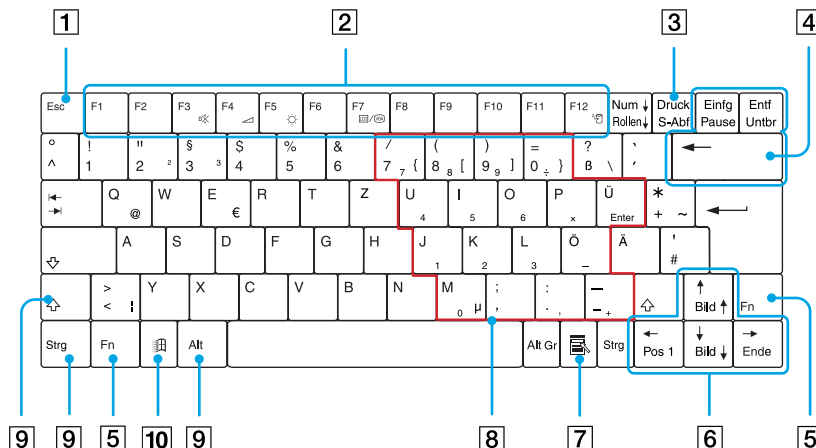 1 2 3 4
Esc F1 F2 F3 F4 F5 F6 F7 F8 F9 F10 F11 F12 Num ↓ Druck Einfg Entf
Rollen ↓ S-Abf Pause Untbr
° ! " § $ % & / ( ) = ? `
^ 1 2 ² 3 ³ 4 5 6 7 7 { 8 8 [ 9 9 ] 0 ÷ } ß \ ´ ←
Q W E R T Z U I O P Ü *
@ € 4 5 6 × Enter + ~
A S D F G H J K L Ö Ä '
1 2 3 − #
> Y X C V B N M ; : — ↑
< ¦ 0 µ , . , − + Bild ↑ Fn
Strg Fn Alt Alt Gr Strg ← ↓ →
Pos 1 Bild ↓ Ende
9 9 5 10 9 8 7 6 5
9